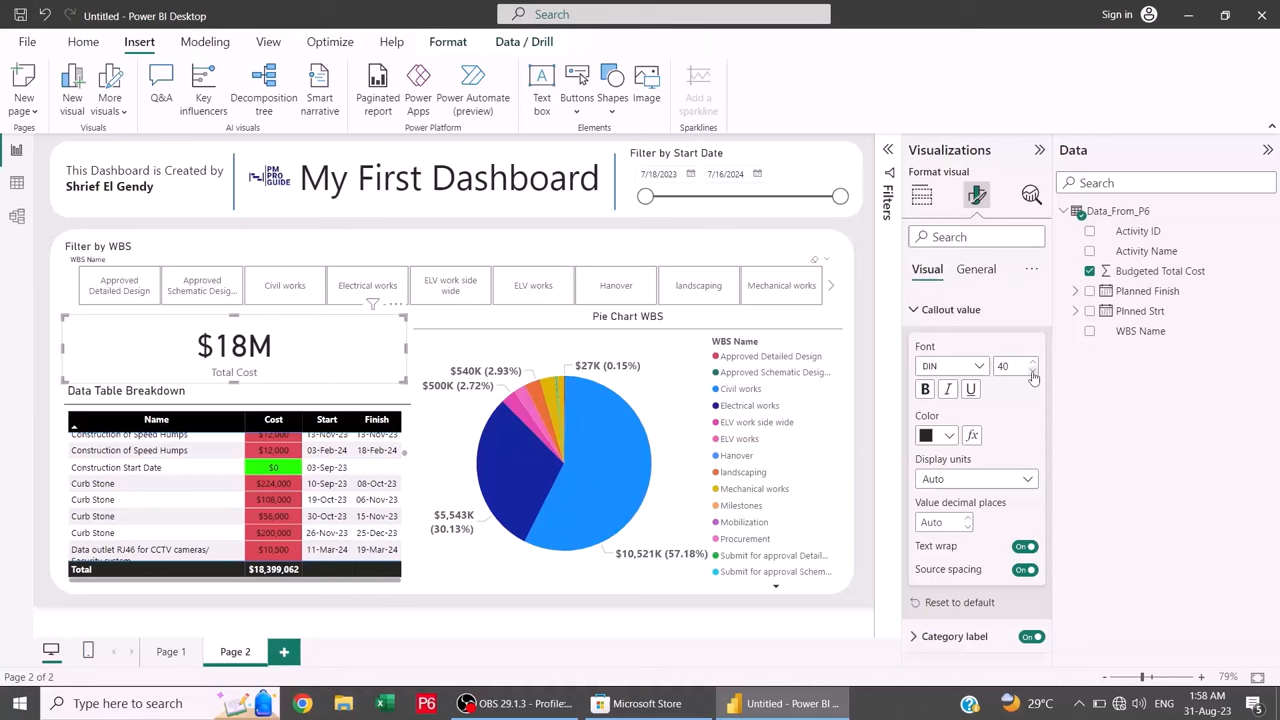 Untitled - Power BI Desktop
Search
Sign in
File
Home
Insert
Modeling
View
Optimize
Help
Format
Data / Drill
New page
New visual
More visuals
Q&A
Key influencers
Decomposition tree
Smart narrative
Paginated report
Power Apps
Power Automate (preview)
Text box
Buttons
Shapes
Image
Add a sparkline
Pages
Visuals
AI visuals
Power Platform
Elements
Sparklines
This Dashboard is Created by
Shrief El Gendy
PM PRO GUIDE
My First Dashboard
Filter by Start Date
7/18/2023
7/16/2024
Filter by WBS
WBS Name
Approved Detailed Design
Approved Schematic Desig...
Civil works
Electrical works
ELV work side wide
ELV works
Hanover
landscaping
Mechanical works
$18M
Total Cost
Data Table Breakdown
Name Cost Start Finish
Construction of Speed Humps $12,000 13-Nov-23 13-Nov-23
Construction of Speed Humps $12,000 03-Feb-24 18-Feb-24
Construction Start Date $0 03-Sep-23
Curb Stone $224,000 10-Sep-23 08-Oct-23
Curb Stone $108,000 19-Oct-23 06-Nov-23
Curb Stone $56,000 30-Oct-23 15-Nov-23
Curb Stone $200,000 26-Nov-23 25-Dec-23
Data outlet RJ46 for CCTV cameras/ $10,500 11-Mar-24 19-Mar-24
Total $18,399,062
Pie Chart WBS
$540K (2.93%)
$27K (0.15%)
$500K (2.72%)
$5,543K
(30.13%)
$10,521K (57.18%)
WBS Name
Approved Detailed Design
Approved Schematic Desig...
Civil works
Electrical works
ELV work side wide
ELV works
Hanover
landscaping
Mechanical works
Milestones
Mobilization
Procurement
Submit for approval Detail...
Submit for approval Schem...
Filters
Visualizations
Format visual
Search
Visual
General
Callout value
Font
DIN
40
B I U
Color
fx
Display units
Auto
Value decimal places
Auto
Text wrap
On
Source spacing
On
Reset to default
Category label
On
Data
Search
Data_From_P6
Activity ID
Activity Name
Budgeted Total Cost
Planned Finish
Plnned Strt
WBS Name
Page 1
Page 2
Page 2 of 2
79%
Type here to search
P6
OBS 29.1.3 - Profile:...
Microsoft Store
Untitled - Power BI ...
29°C
1:58 AM
31-Aug-23
5